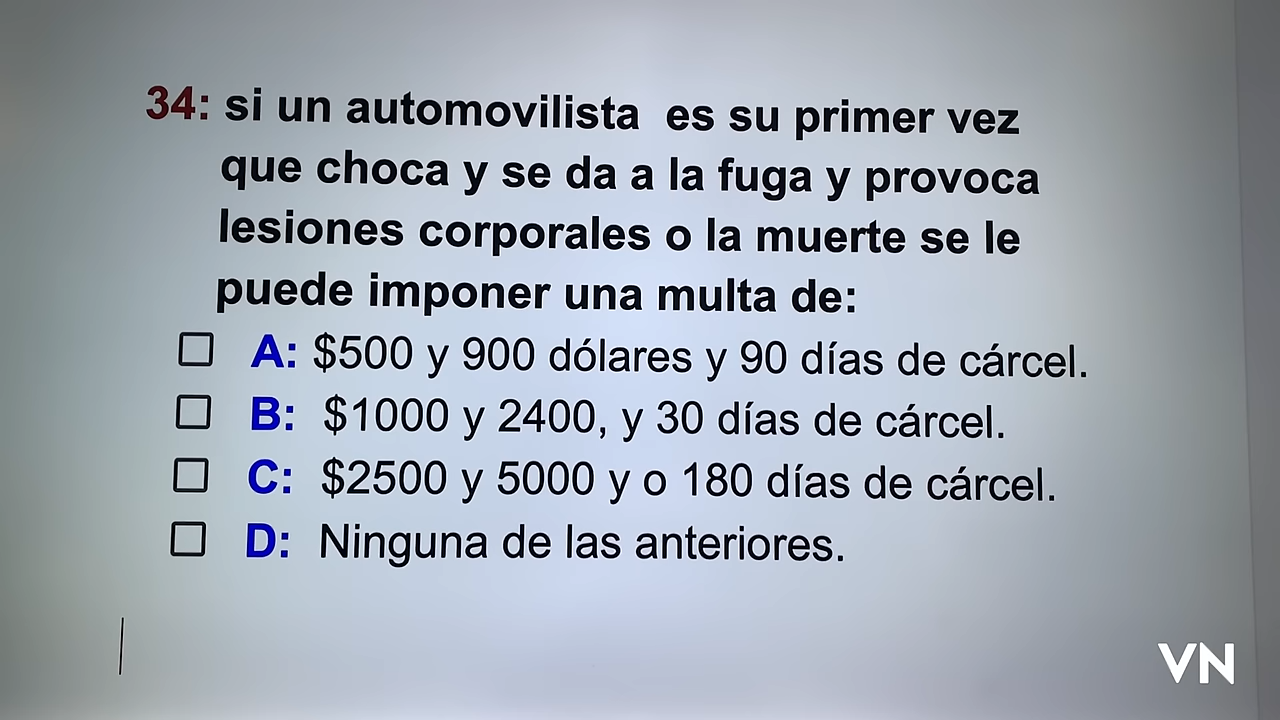 34: si un automovilista es su primer vez
que choca y se da a la fuga y provoca
lesiones corporales o la muerte se le
puede imponer una multa de:
A: $500 y 900 dólares y 90 días de cárcel.
B: $1000 y 2400, y 30 días de cárcel.
C: $2500 y 5000 y o 180 días de cárcel.
D: Ninguna de las anteriores.
VN